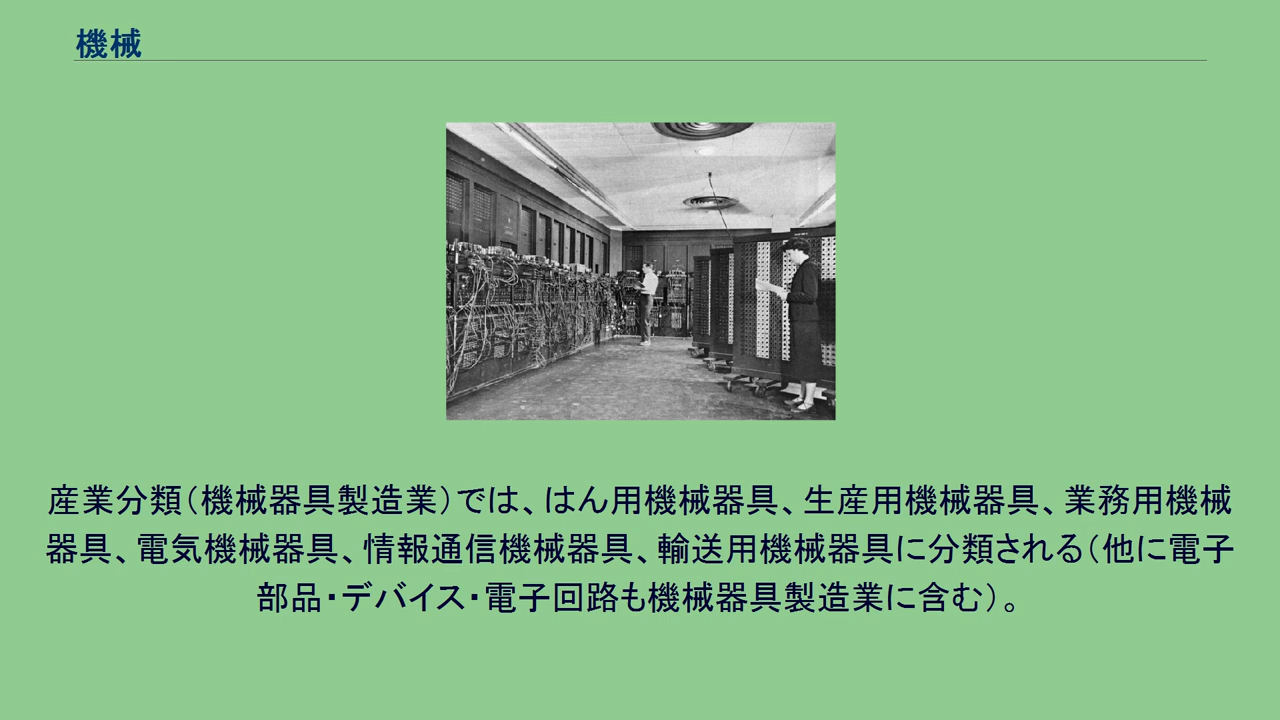 機械
産業分類（機械器具製造業）では、はん用機械器具、生産用機械器具、業務用機械
器具、電気機械器具、情報通信機械器具、輸送用機械器具に分類される（他に電子
部品・デバイス・電子回路も機械器具製造業に含む）。